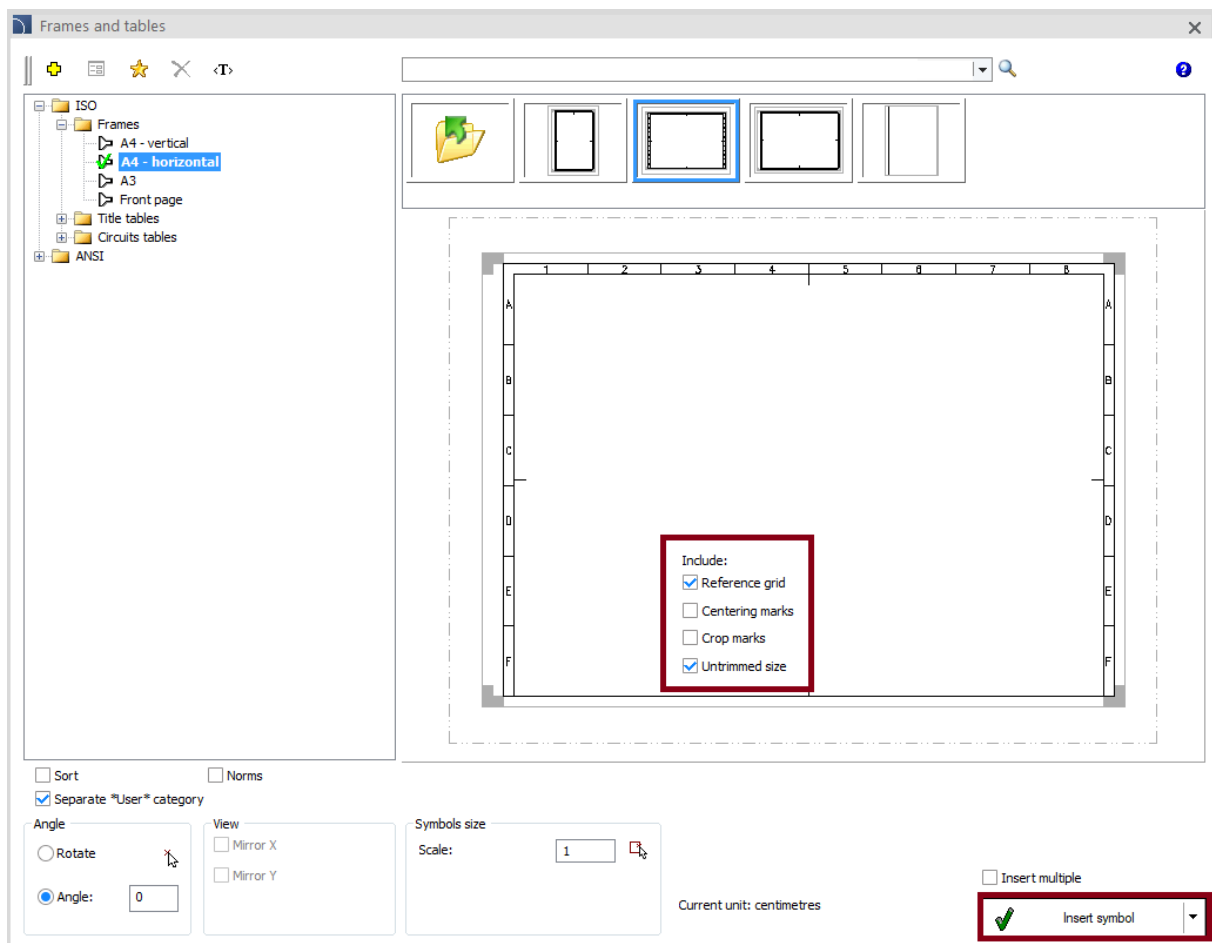 Frames and tables
<T>
ISO
Frames
A4 - vertical
A4 - horizontal
A3
Front page
Title tables
Circuits tables
ANSI
1 2 3 4 5 6 7 8
A A
B B
C C
D D
E E
F F
Include:
Reference grid
Centering marks
Crop marks
Untrimmed size
Sort Norms
Separate *User* category
Angle
Rotate
Angle: 0
View
Mirror X
Mirror Y
Symbols size
Scale: 1
Current unit: centimetres
Insert multiple
Insert symbol